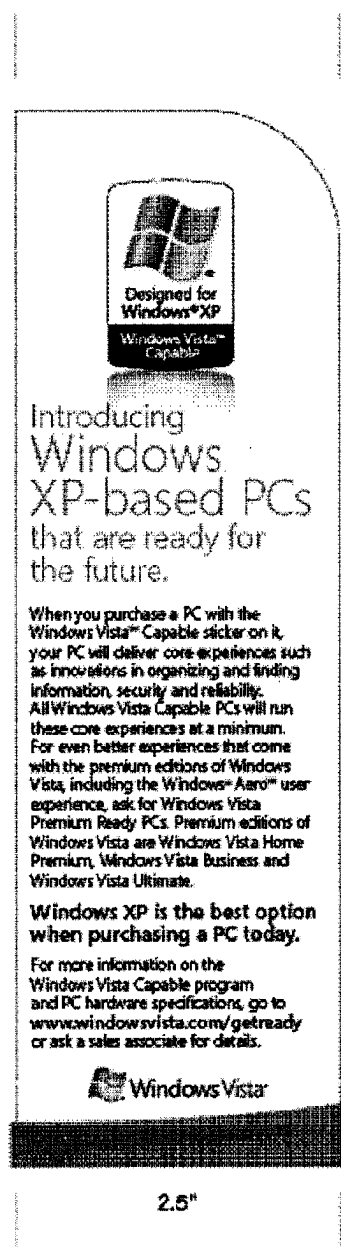 Designed for
Windows® XP
Windows Vista™
Capable
Introducing
Windows
XP-based PCs
that are ready for
the future.
When you purchase a PC with the
Windows Vista™ Capable sticker on it,
your PC will deliver core experiences such
as innovations in organizing and finding
information, security and reliability.
All Windows Vista Capable PCs will run
these core experiences at a minimum.
For even better experiences that come
with the premium editions of Windows
Vista, including the Windows® Aero™ user
experience, ask for Windows Vista
Premium Ready PCs. Premium editions of
Windows Vista are Windows Vista Home
Premium, Windows Vista Business and
Windows Vista Ultimate.
Windows XP is the best option
when purchasing a PC today.
For more information on the
Windows Vista Capable program
and PC hardware specifications, go to
www.windowsvista.com/getready
or ask a sales associate for details.
Windows Vista™
2.5"